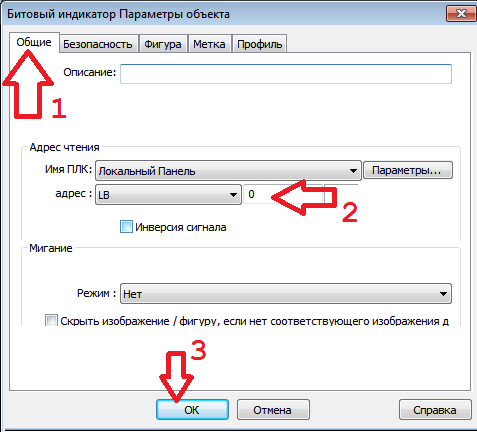 Битовый индикатор Параметры объекта
Общие Безопасность Фигура Метка Профиль
Описание:
1
Адрес чтения
Имя ПЛК: Локальный Панель Параметры...
адрес : LB 0
2
Инверсия сигнала
Мигание
Режим : Нет
Скрыть изображение / фигуру, если нет соответствующего изображения д
3
OK Отмена Справка